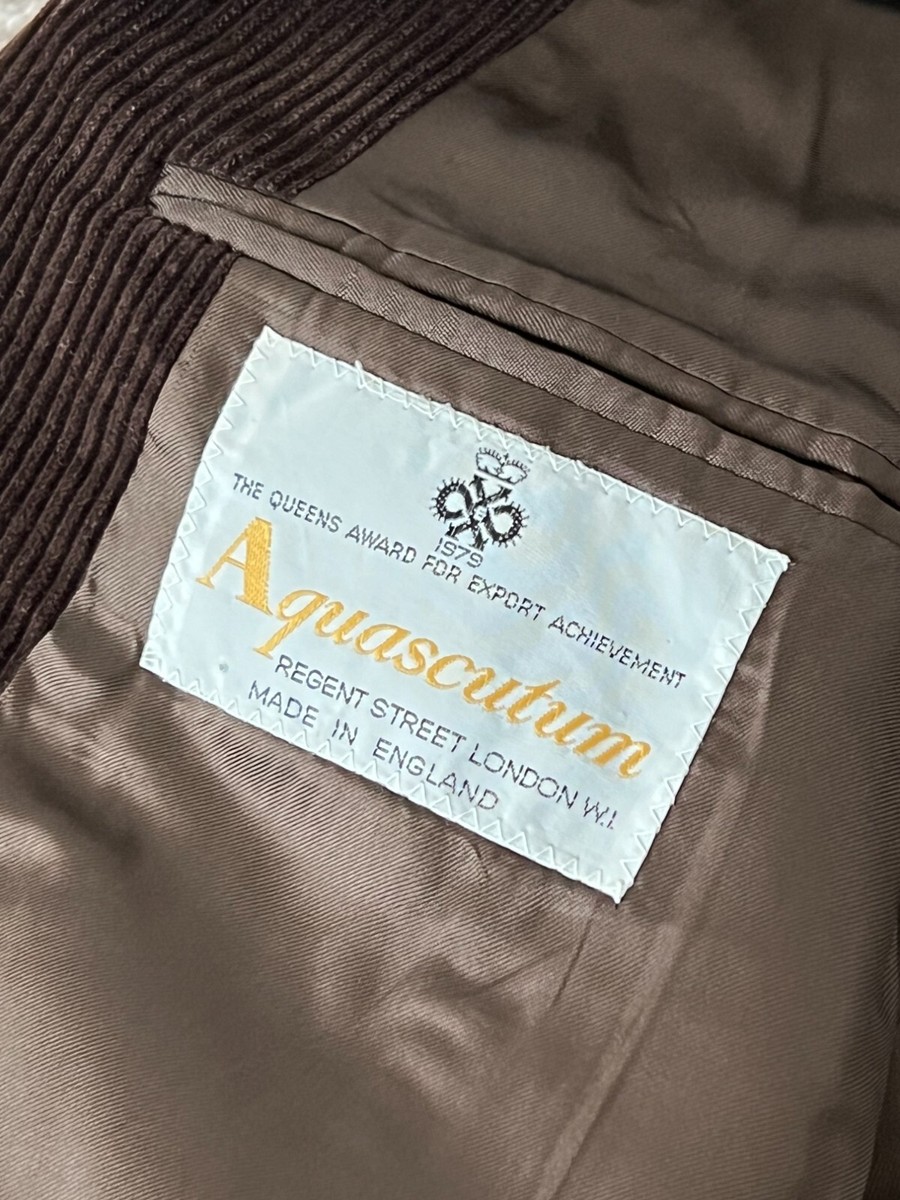 1979
THE QUEENS AWARD FOR EXPORT ACHIEVEMENT
Aquascutum
REGENT STREET LONDON W.I.
MADE IN ENGLAND